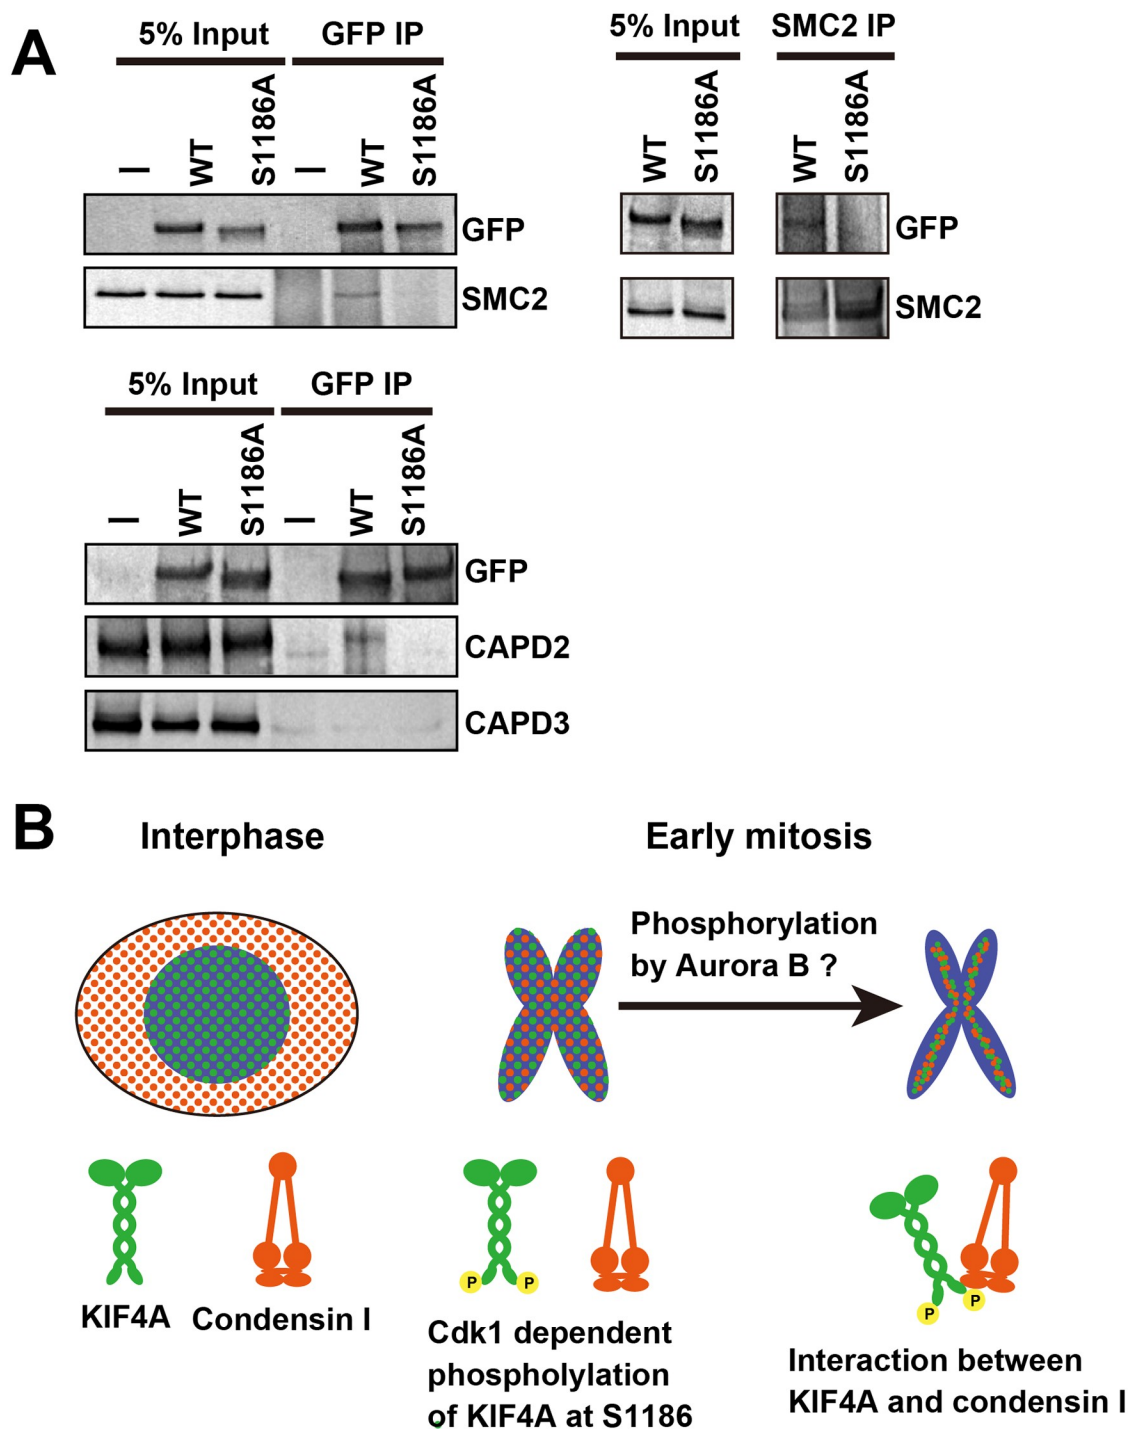 A
5% Input GFP IP
— WT S1186A — WT S1186A
GFP
SMC2
5% Input SMC2 IP
WT S1186A WT S1186A
GFP
SMC2
5% Input GFP IP
— WT S1186A — WT S1186A
GFP
CAPD2
CAPD3
B
Interphase Early mitosis
Phosphorylation
by Aurora B ?
P P
P P
KIF4A Condensin I
Cdk1 dependent
phospholylation
of KIF4A at S1186
Interaction between
KIF4A and condensin I